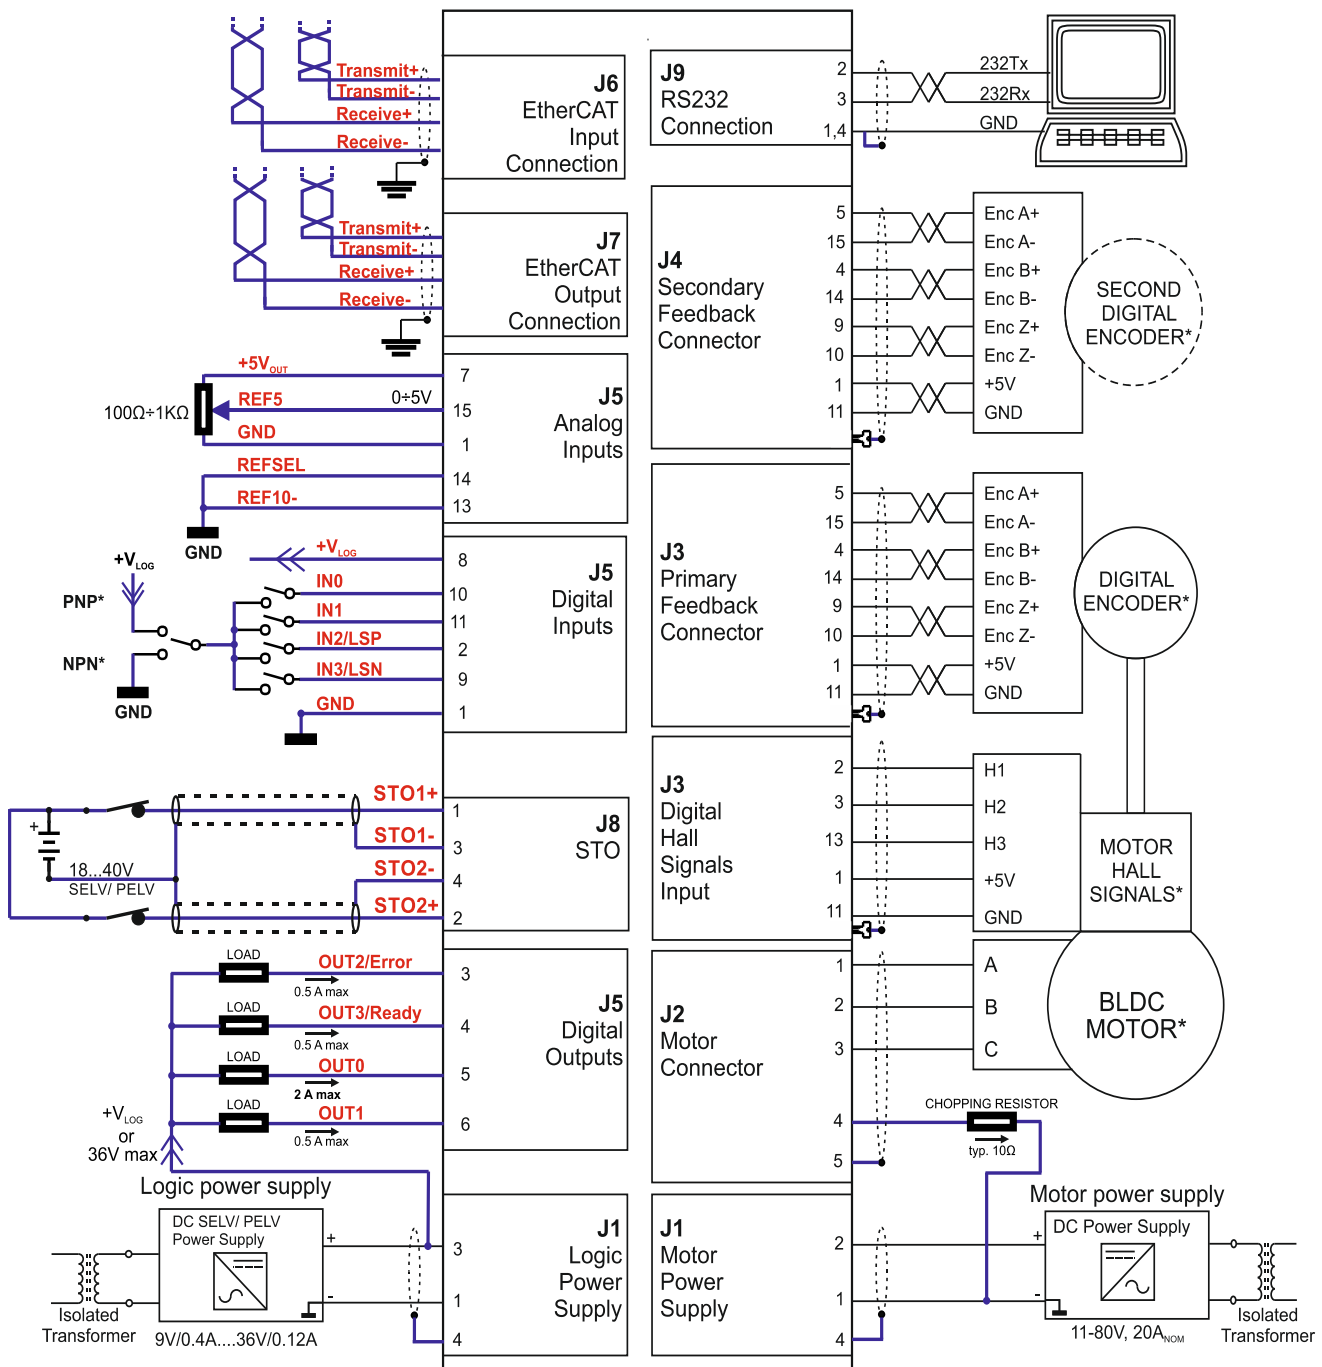 Transmit+
Transmit-
Receive+
Receive-
J6
EtherCAT
Input
Connection
Transmit+
Transmit-
Receive+
Receive-
J7
EtherCAT
Output
Connection
+5VOUT
7
100Ω÷1KΩ
REF5
0÷5V
15
GND
1
REFSEL
14
REF10-
13
GND
J5
Analog
Inputs
+VLOG
8
+VLOG
PNP*
NPN*
GND
IN0
10
IN1
11
IN2/LSP
2
IN3/LSN
9
GND
1
J5
Digital
Inputs
STO1+
1
STO1-
3
STO2-
4
STO2+
2
+
18...40V
SELV/ PELV
J8
STO
LOAD
OUT2/Error
0.5 A max
3
LOAD
OUT3/Ready
0.5 A max
4
LOAD
OUT0
2 A max
5
LOAD
OUT1
0.5 A max
6
+VLOG
or
36V max
J5
Digital
Outputs
Logic power supply
DC SELV/ PELV
Power Supply
+
-
Isolated
Transformer
9V/0.4A....36V/0.12A
3
1
4
J1
Logic
Power
Supply
J9
RS232
Connection
2
3
1,4
232Tx
232Rx
GND
J4
Secondary
Feedback
Connector
5
Enc A+
15
Enc A-
4
Enc B+
14
Enc B-
9
Enc Z+
10
Enc Z-
1
+5V
11
GND
SECOND
DIGITAL
ENCODER*
J3
Primary
Feedback
Connector
5
Enc A+
15
Enc A-
4
Enc B+
14
Enc B-
9
Enc Z+
10
Enc Z-
1
+5V
11
GND
DIGITAL
ENCODER*
J3
Digital
Hall
Signals
Input
2
H1
3
H2
13
H3
1
+5V
11
GND
MOTOR
HALL
SIGNALS*
J2
Motor
Connector
1
A
2
B
3
C
BLDC
MOTOR*
4
5
CHOPPING RESISTOR
typ. 10Ω
Motor power supply
J1
Motor
Power
Supply
2
1
4
+
-
DC Power Supply
11-80V, 20ANOM
Isolated
Transformer